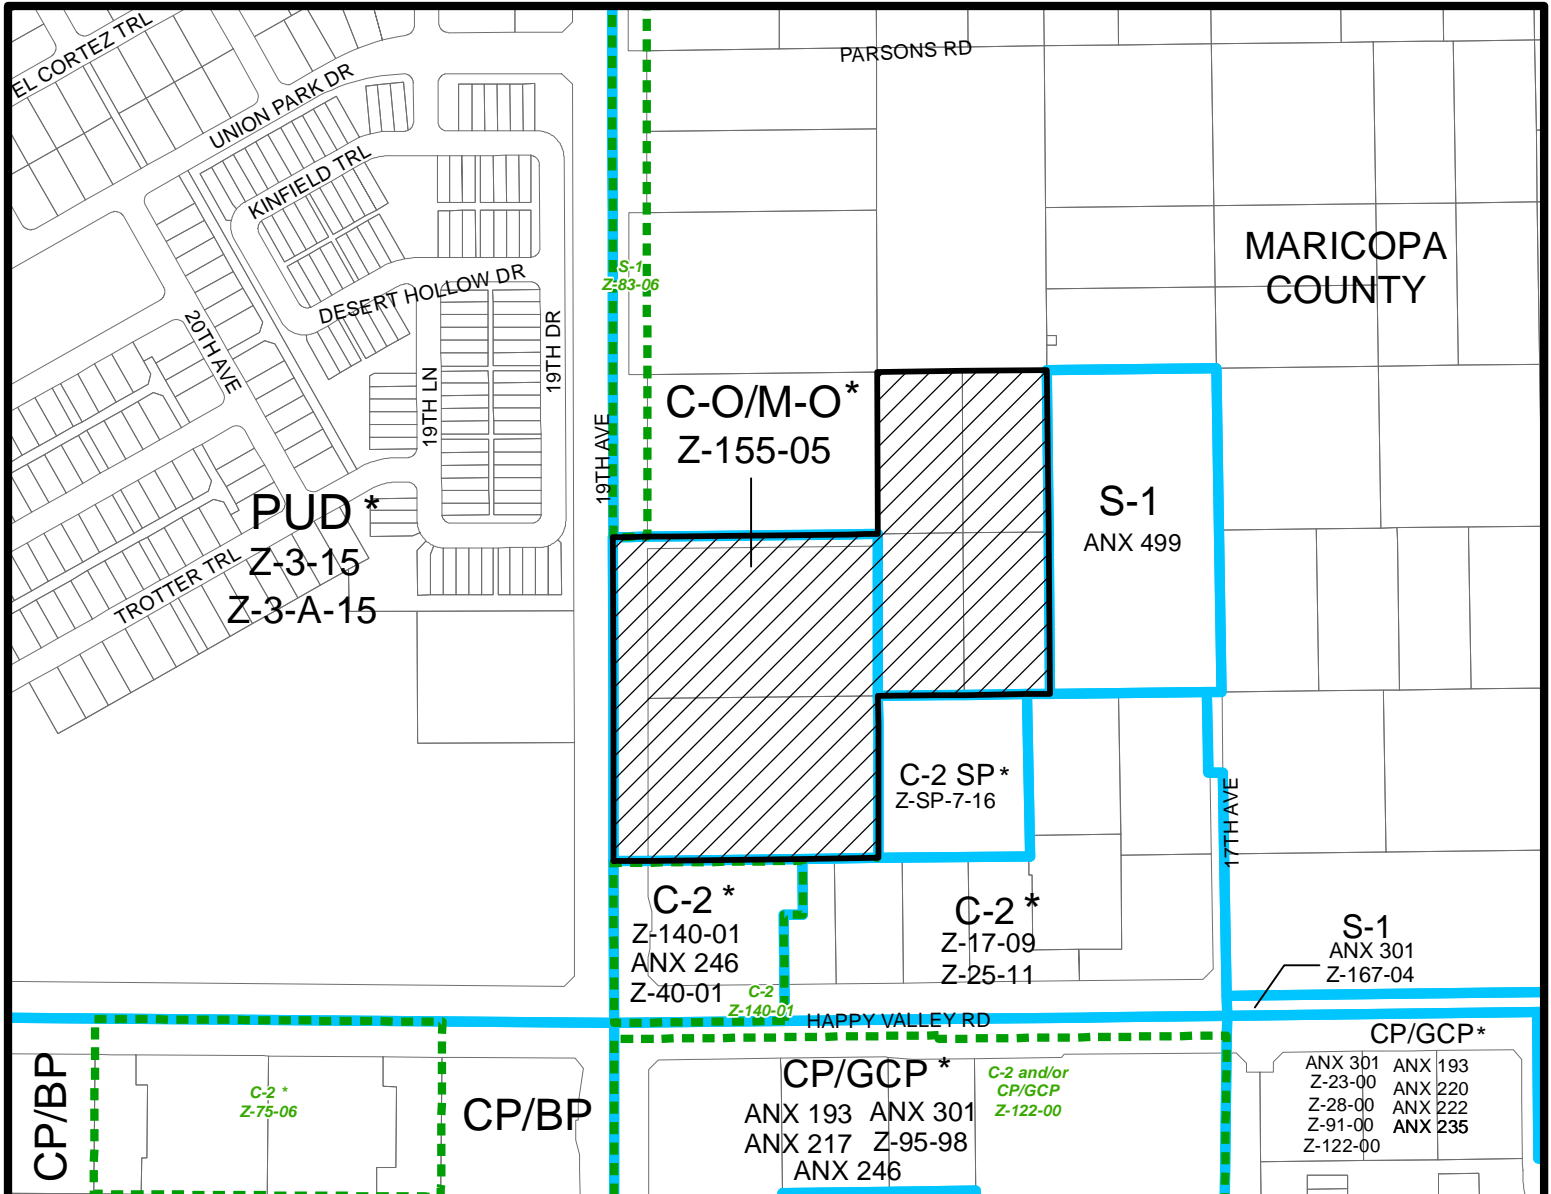 EL CORTEZ TRL
UNION PARK DR
KINFIELD TRL
DESERT HOLLOW DR
20TH AVE
19TH LN
19TH DR
TROTTER TRL
PUD *
Z-3-15
Z-3-A-15
19TH AVE
S-1
Z-83-06
PARSONS RD
MARICOPA
COUNTY
C-O/M-O*
Z-155-05
S-1
ANX 499
C-2 SP*
Z-SP-7-16
17TH AVE
C-2 *
Z-140-01
ANX 246
Z-40-01
C-2
Z-140-01
C-2 *
Z-17-09
Z-25-11
S-1
ANX 301
Z-167-04
HAPPY VALLEY RD
CP/BP
C-2 *
Z-75-06
CP/BP
CP/GCP *
ANX 193 ANX 301
ANX 217 Z-95-98
ANX 246
C-2 and/or
CP/GCP
Z-122-00
CP/GCP*
ANX 301 ANX 193
Z-23-00 ANX 220
Z-28-00 ANX 222
Z-91-00 ANX 235
Z-122-00